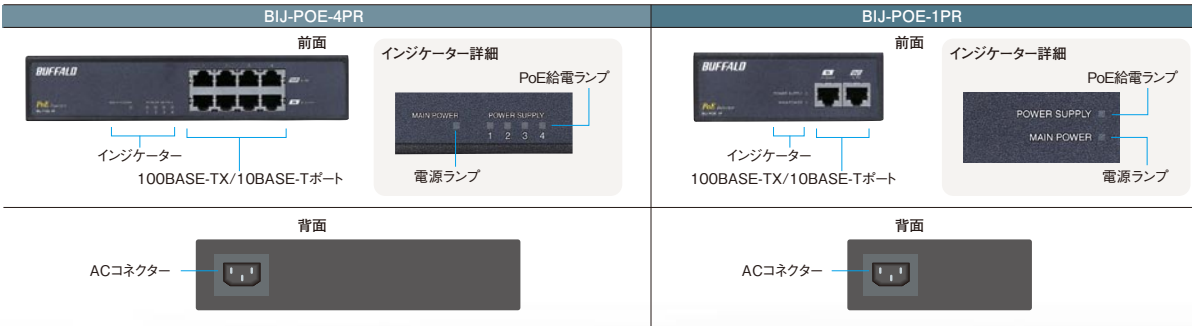 BIJ-POE-4PR
前面
BUFFALO
PoE
インジケーター
100BASE-TX/10BASE-Tポート
インジケーター詳細
PoE給電ランプ
MAIN POWER
POWER SUPPLY
1 2 3 4
電源ランプ
背面
ACコネクター
BIJ-POE-1PR
前面
BUFFALO
POWER SUPPLY
MAIN POWER
PoE
インジケーター
100BASE-TX/10BASE-Tポート
インジケーター詳細
PoE給電ランプ
POWER SUPPLY
MAIN POWER
電源ランプ
背面
ACコネクター